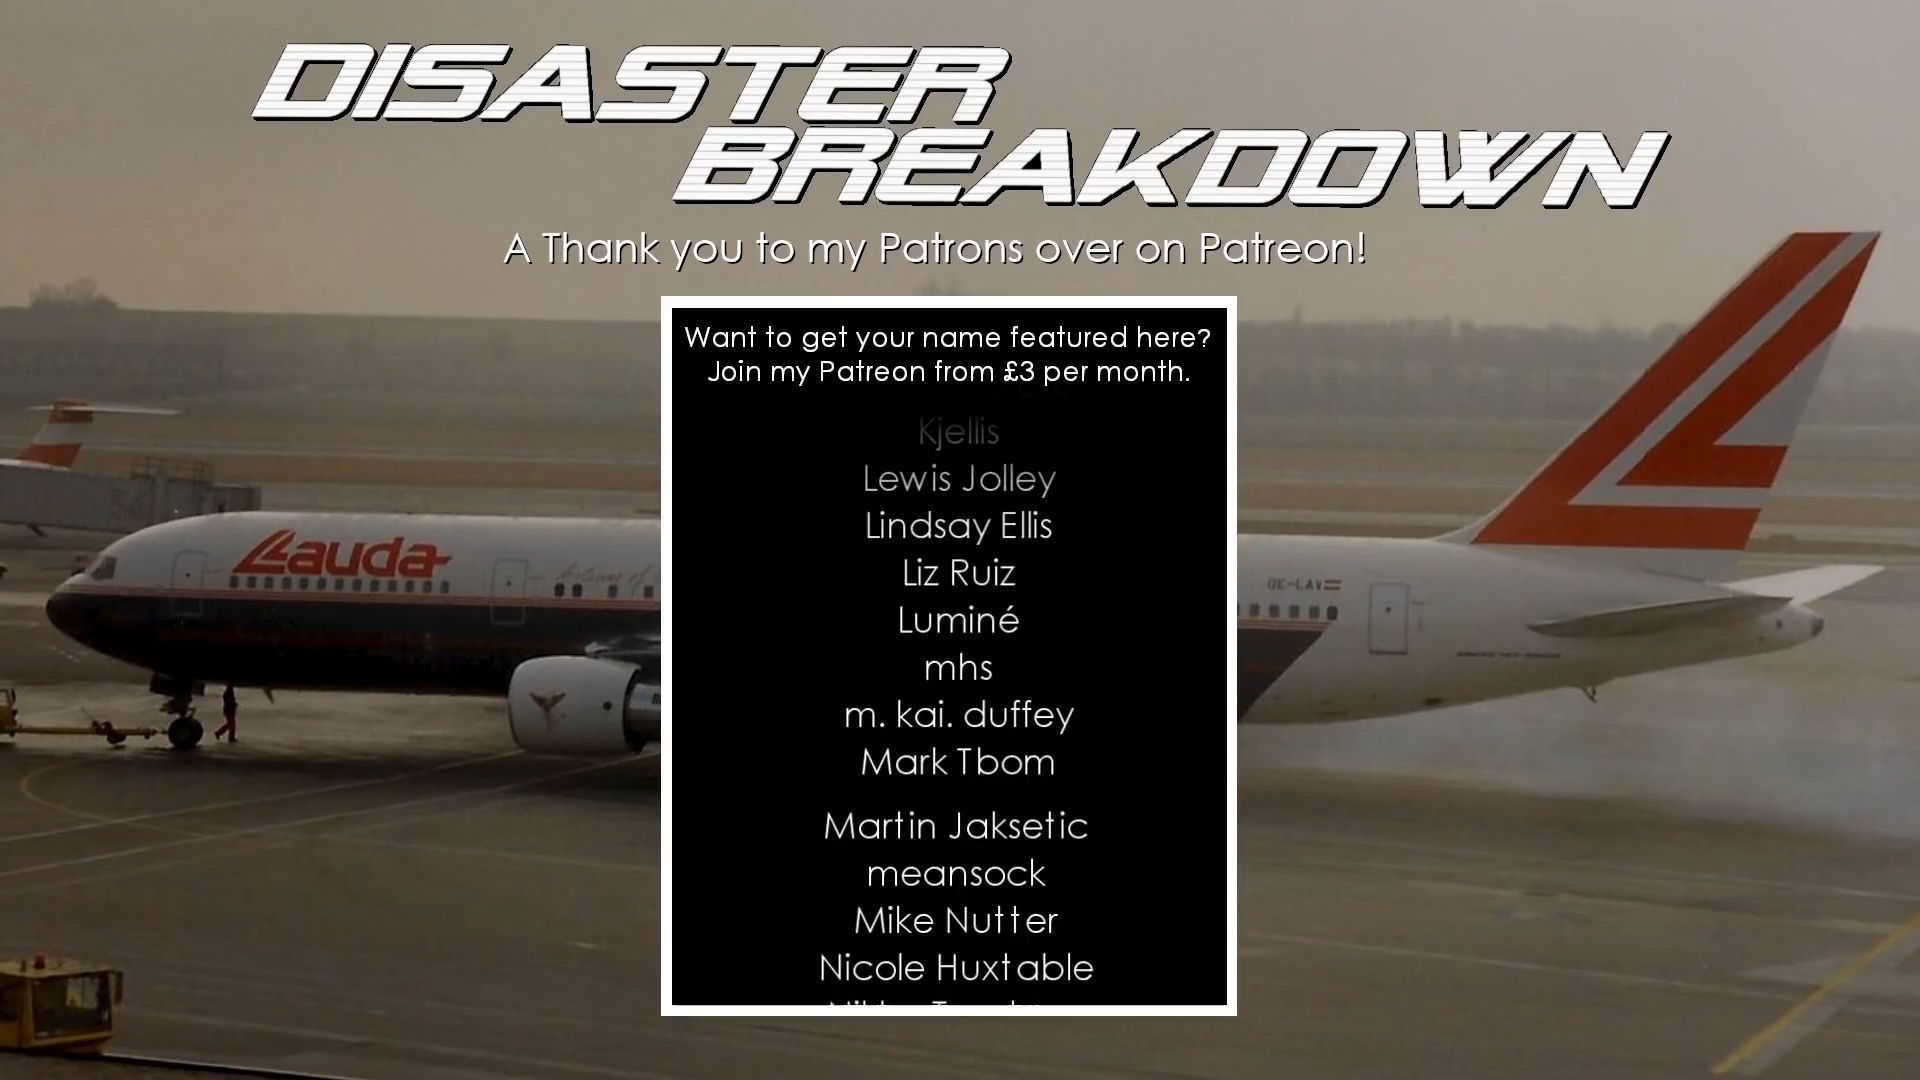 DISASTER
BREAKDOWN
A Thank you to my Patrons over on Patreon!
Want to get your name featured here?
Join my Patreon from £3 per month.
Kjellis
Lewis Jolley
Lindsay Ellis
Liz Ruiz
Luminé
mhs
m. kai. duffey
Mark Tbom
Martin Jaksetic
meansock
Mike Nutter
Nicole Huxtable
Lauda
OE-LAV